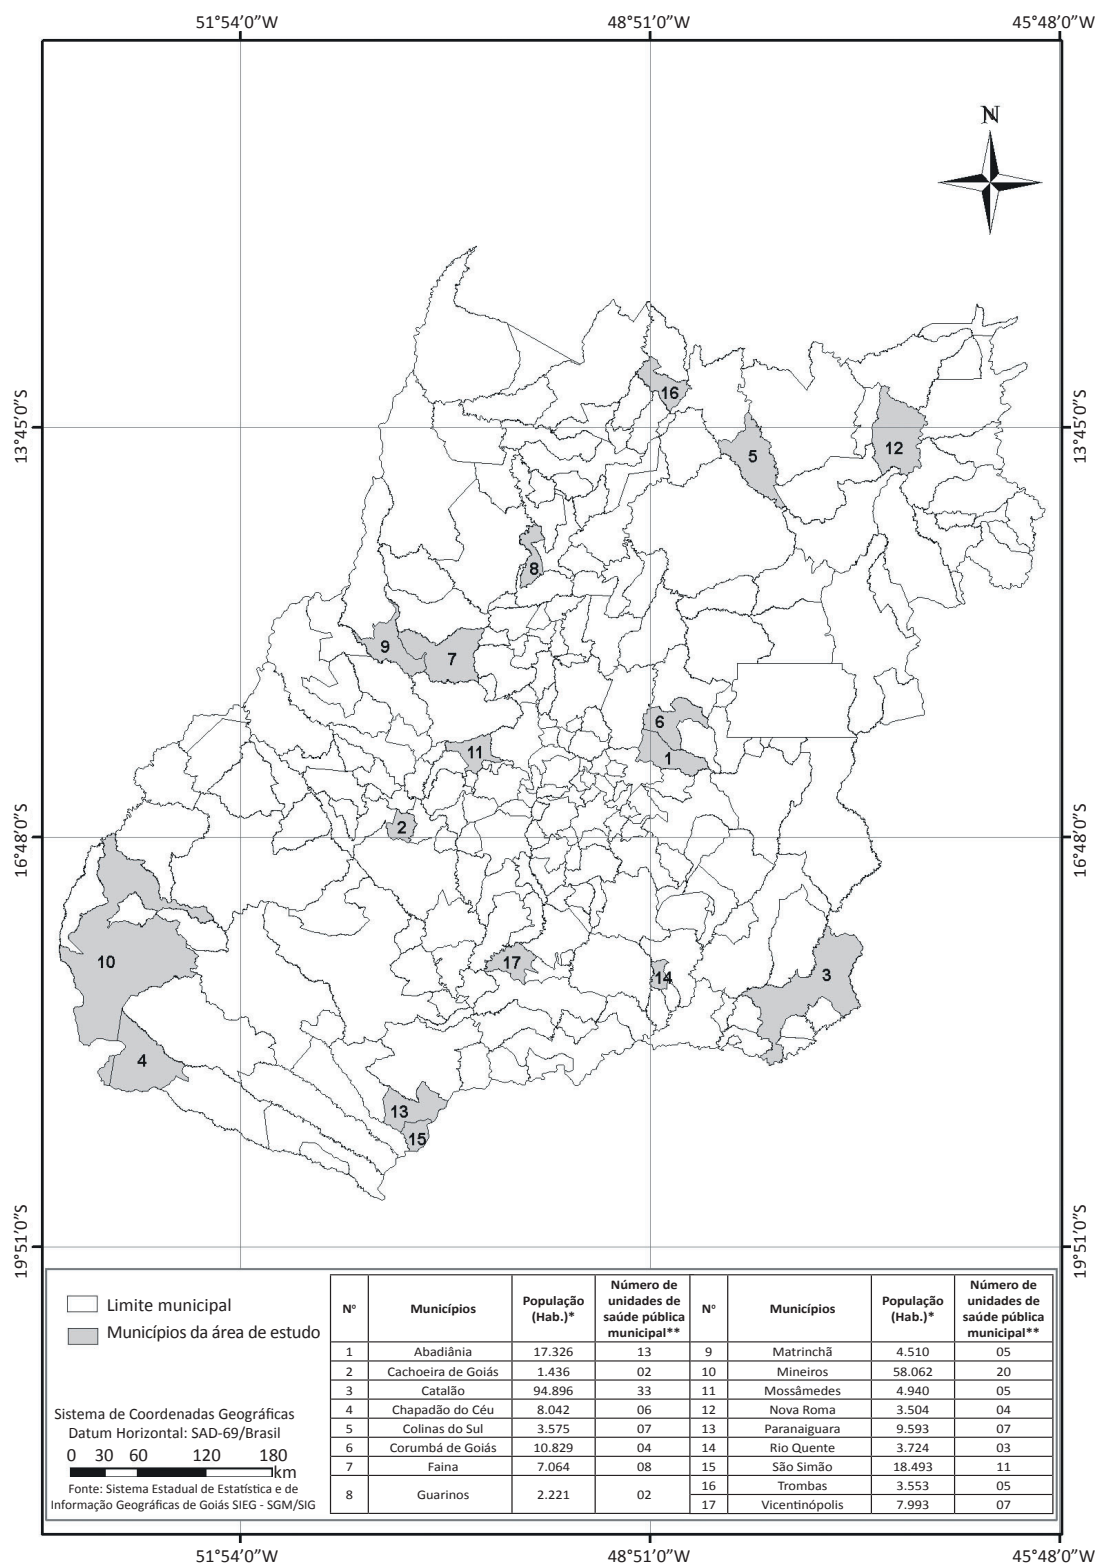 51°54’0”W 48°51’0”W 45°48’0”W
N
13°45’0”S 13°45’0”S
16
5
12
8
9
7
6
11
1
2
16°48’0”S 16°48’0”S
10
17
14
3
4
13
15
19°51’0”S 19°51’0”S
Limite municipal
Municípios da área de estudo
Sistema de Coordenadas Geográficas
Datum Horizontal: SAD-69/Brasil
0 30 60 120 180
km
Fonte: Sistema Estadual de Estatística e de
Informação Geográficas de Goiás SIEG - SGM/SIG
N° Municípios População (Hab.)* Número de unidades de saúde pública municipal** N° Municípios População (Hab.)* Número de unidades de saúde pública municipal**
1 Abadiânia 17.326 13 9 Matrinchã 4.510 05
2 Cachoeira de Goiás 1.436 02 10 Mineiros 58.062 20
3 Catalão 94.896 33 11 Mossâmedes 4.940 05
4 Chapadão do Céu 8.042 06 12 Nova Roma 3.504 04
5 Colinas do Sul 3.575 07 13 Paranaiguara 9.593 07
6 Corumbá de Goiás 10.829 04 14 Rio Quente 3.724 03
7 Faina 7.064 08 15 São Simão 18.493 11
8 Guarinos 2.221 02 16 Trombas 3.553 05
17 Vicentinópolis 7.993 07
51°54’0”W 48°51’0”W 45°48’0”W